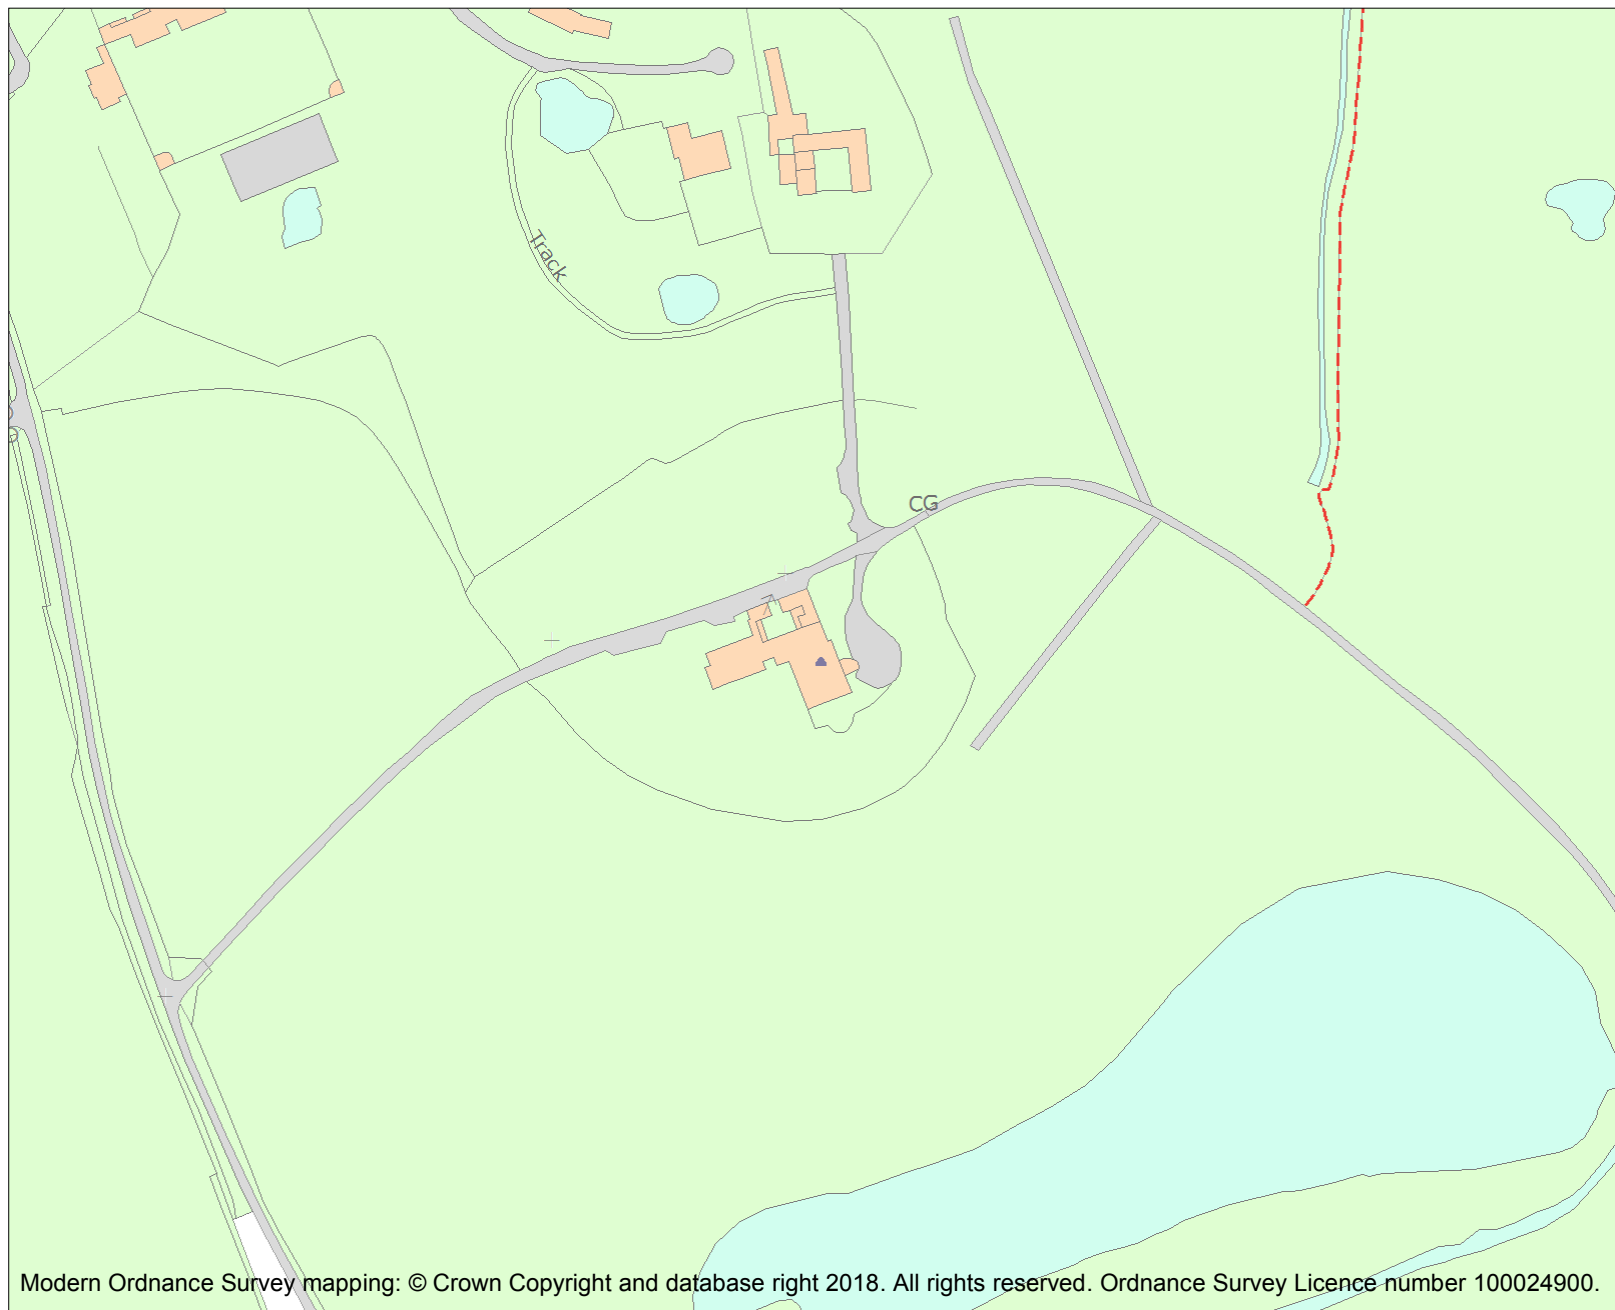 Track
CG
Modern Ordnance Survey mapping: © Crown Copyright and database right 2018. All rights reserved. Ordnance Survey Licence number 100024900.